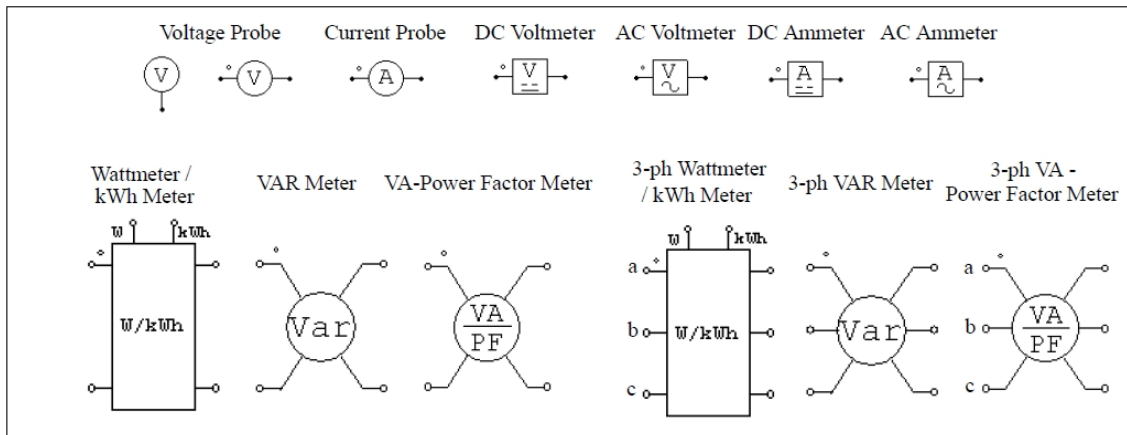 Voltage Probe Current Probe DC Voltmeter AC Voltmeter DC Ammeter AC Ammeter
V V A V V A A
Wattmeter /
kWh Meter
VAR Meter
VA-Power Factor Meter
3-ph Wattmeter
/ kWh Meter
3-ph VAR Meter
3-ph VA -
Power Factor Meter
W kWh
W/kWh
Var
VA
PF
W kWh
a
b
c
W/kWh
Var
a
b
c
VA
PF